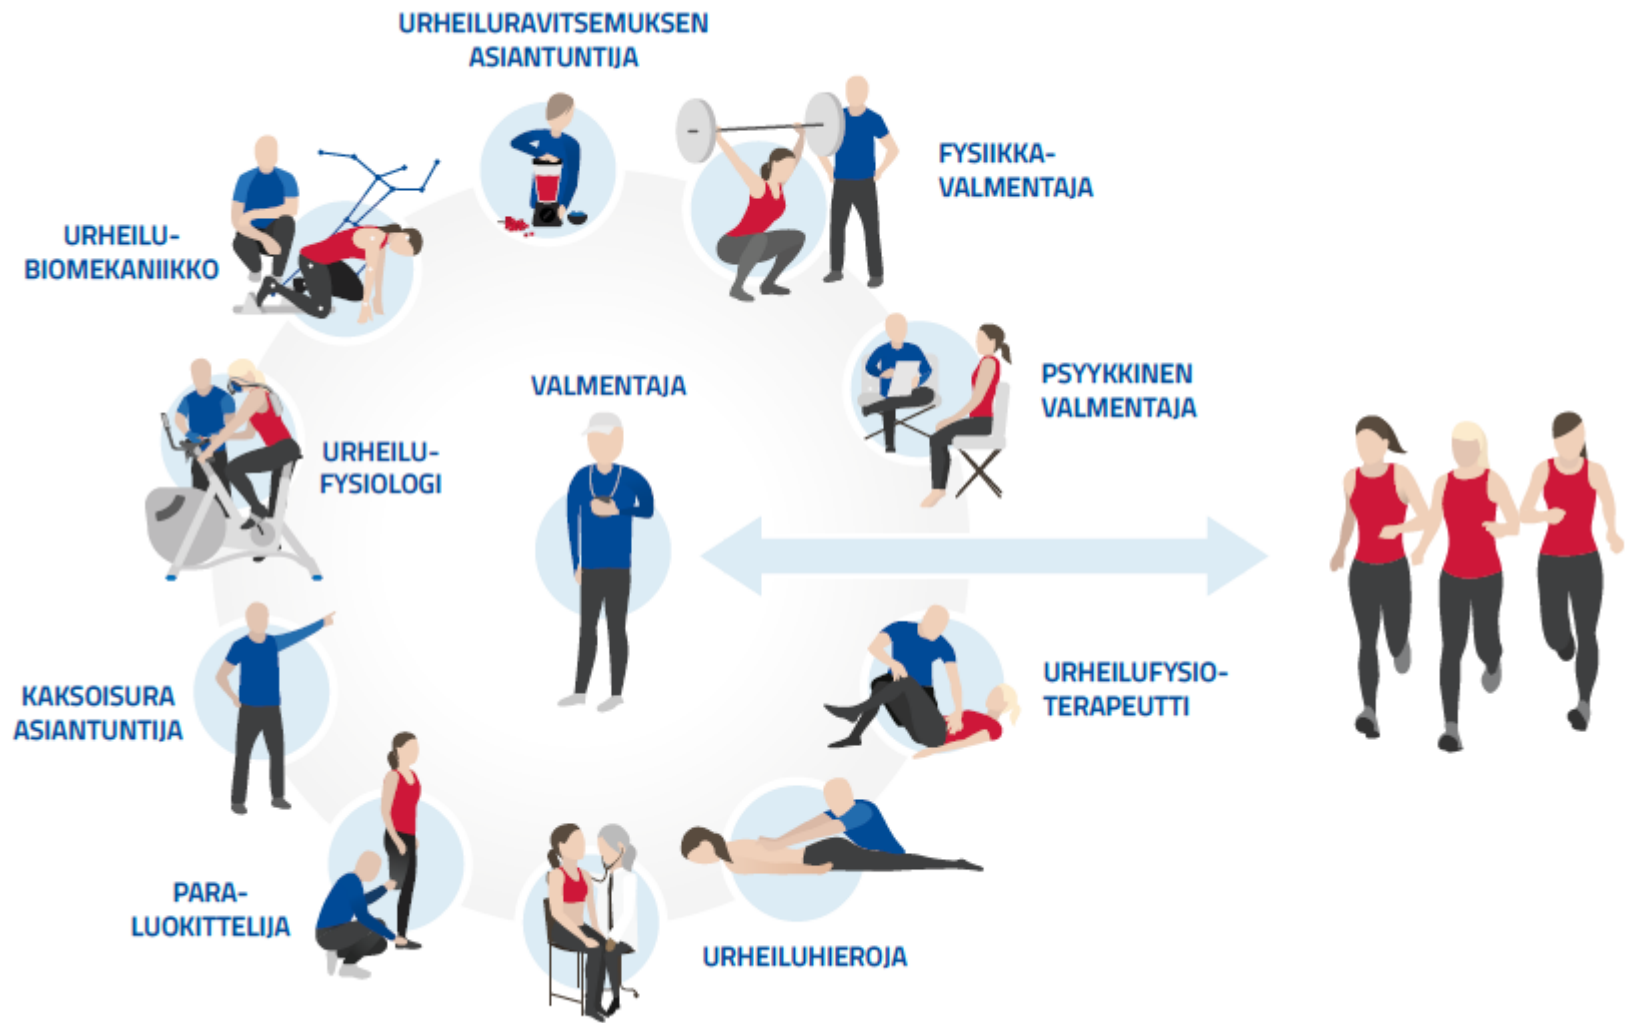 URHEILURAVITSEMUKSEN
ASIANTUNTIJA
FYSIIKKA-
VALMENTAJA
URHEILU-
BIOMEKANIIKKO
PSYYKKINEN
VALMENTAJA
VALMENTAJA
URHEILU-
FYSIOLOGI
URHEILUFYSIO-
TERAPEUTTI
KAKSOISURA
ASIANTUNTIJA
PARA-
LUOKITTELIJA
URHEILUHIEROJA